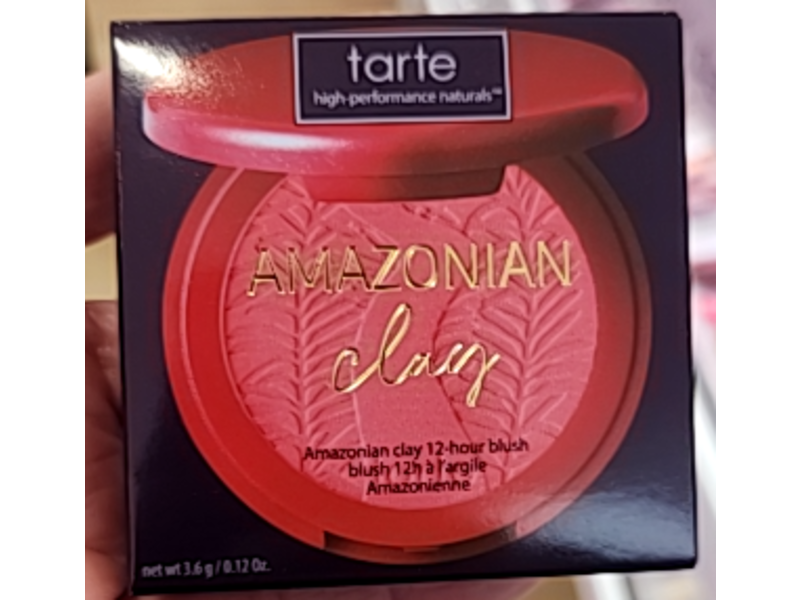 tarte
high-performance naturals™
AMAZONIAN
clay
Amazonian clay 12-hour blush
blush 12h à l'argile
Amazonienne
net wt 3.6 g / 0.12 Oz.